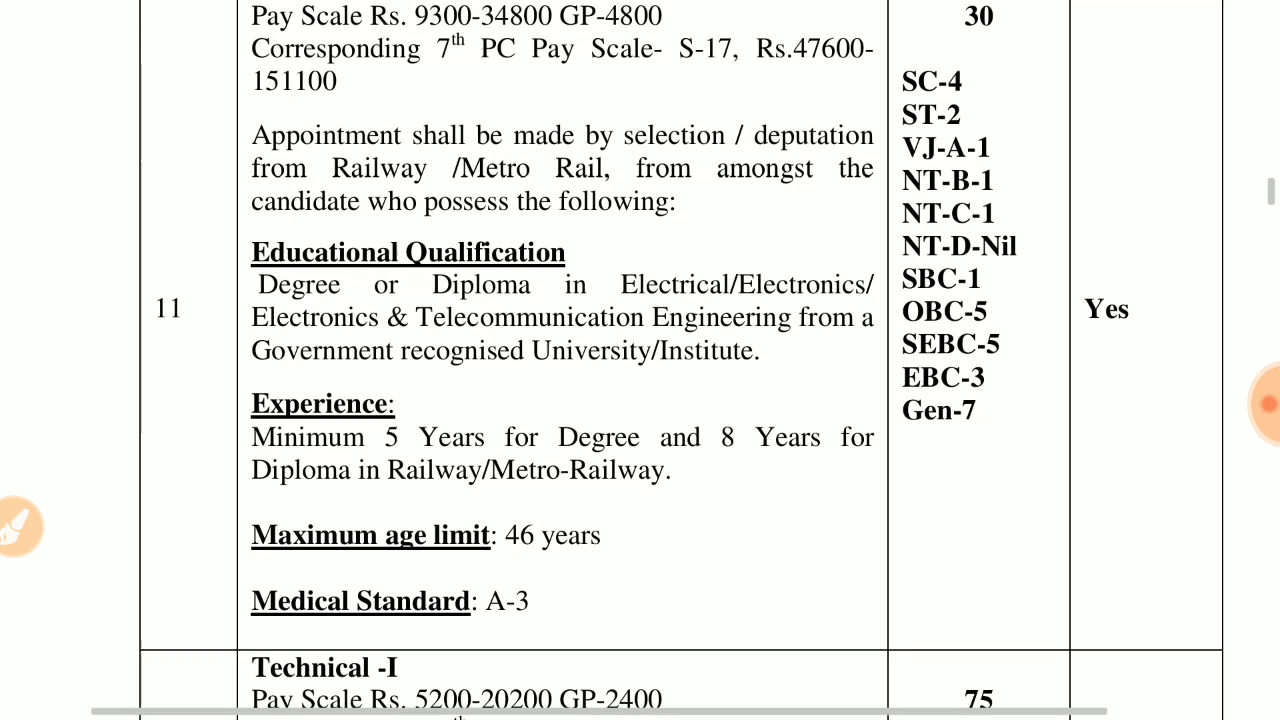 Pay Scale Rs. 9300-34800 GP-4800
Corresponding 7th PC Pay Scale- S-17, Rs.47600-
151100
Appointment shall be made by selection / deputation
from Railway /Metro Rail, from amongst the
candidate who possess the following:
Educational Qualification
Degree or Diploma in Electrical/Electronics/
Electronics & Telecommunication Engineering from a
Government recognised University/Institute.
Experience:
Minimum 5 Years for Degree and 8 Years for
Diploma in Railway/Metro-Railway.
Maximum age limit: 46 years
Medical Standard: A-3
11
30
SC-4
ST-2
VJ-A-1
NT-B-1
NT-C-1
NT-D-Nil
SBC-1
OBC-5
SEBC-5
EBC-3
Gen-7
Yes
Technical -I
Pay Scale Rs. 5200-20200 GP-2400
75